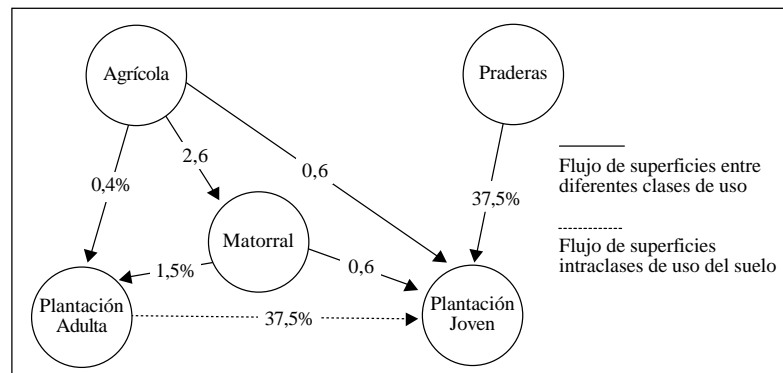 Agrícola
Praderas
2,6
0,6
0,4%
37,5%
Flujo de superficies entre
diferentes clases de uso
Matorral
1,5%
0,6
Flujo de superficies
intraclases de uso del suelo
Plantación
Adulta
37,5%
Plantación
Joven